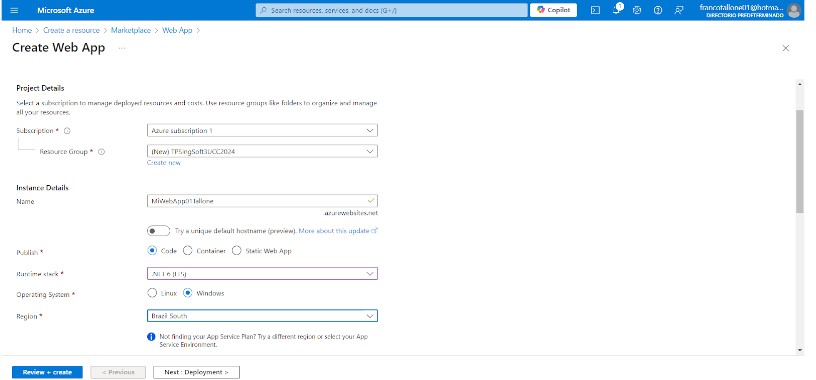 Microsoft Azure
Search resources, services, and docs (G+/)
Copilot
1
francofallone01@hotma...
DIRECTORIO PREDETERMINADO
Home > Create a resource > Marketplace > Web App >
Create Web App ...
Project Details
Select a subscription to manage deployed resources and costs. Use resource groups like folders to organize and manage
all your resources.
Subscription *
Azure subscription 1
Resource Group *
(New) TPSIngSoft3UCC2024
Create new
Instance Details
Name
MiWebApp01Fallone
.azurewebsites.net
Try a unique default hostname (preview). More about this update
Publish *
Code
Container
Static Web App
Runtime stack *
.NET 6 (LTS)
Operating System *
Linux
Windows
Region *
Brazil South
Not finding your App Service Plan? Try a different region or select your App
Service Environment.
Review + create
< Previous
Next : Deployment >